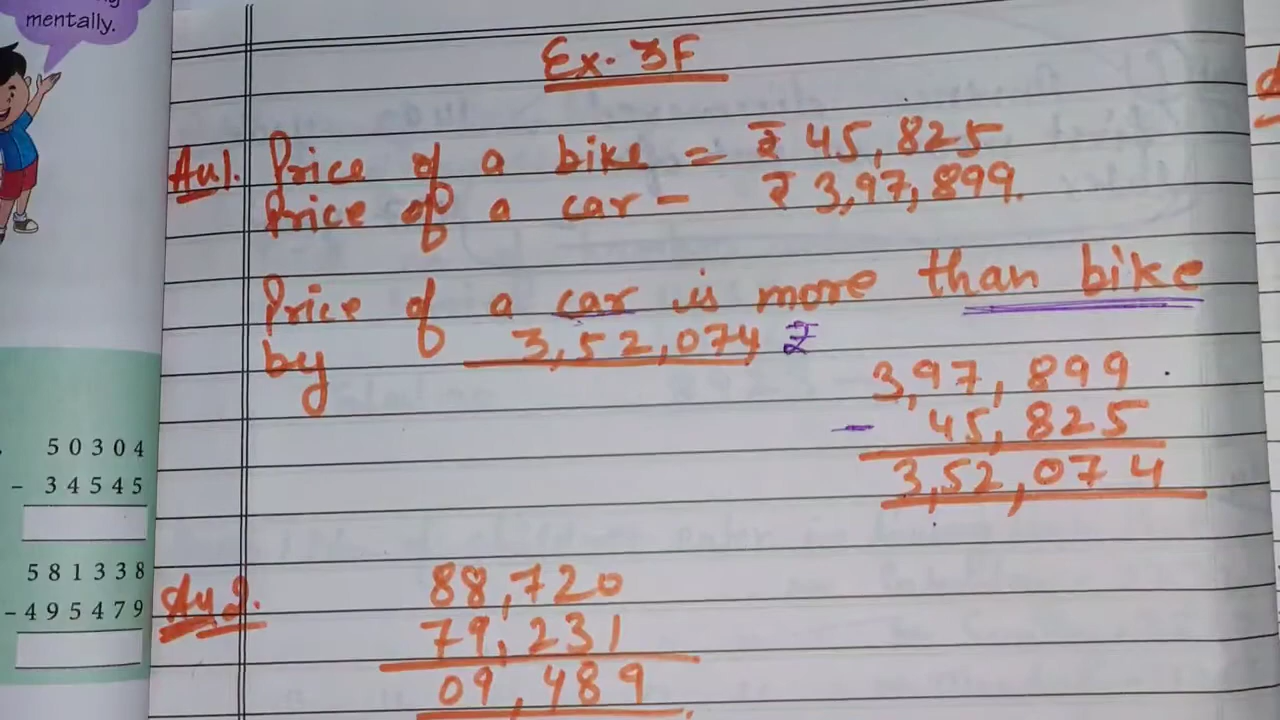 mentally.
Ex. 3F
Ans1. Price of a bike = ₹ 45,825
Price of a car - ₹ 3,97,899.
Price of a car is more than bike
by 3,52,074 ₹
3,97,899
- 45,825
3,52,074
50304
- 34545
581338
- 495479
Ans2.
88,720
79,231
09,489